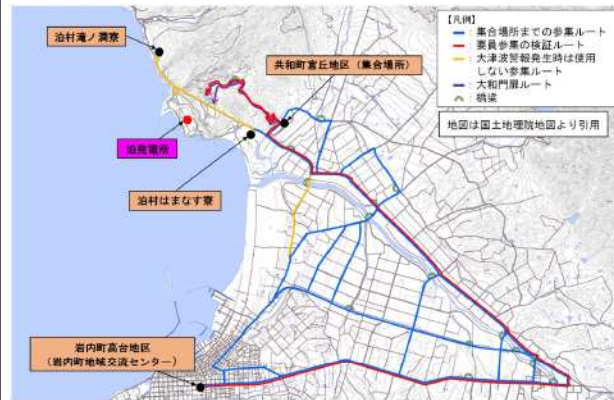 泊村滝ノ澗寮
共和町宮丘地区（集合場所）
【凡例】
：集合場所までの参集ルート
：要員参集の検証ルート
：大津波警報発生時は使用
しない参集ルート
：大和門扉ルート
：橋梁
地図は国土地理院地図より引用
泊発電所
泊村はまなす寮
岩内町高台地区
（岩内町地域交流センター）